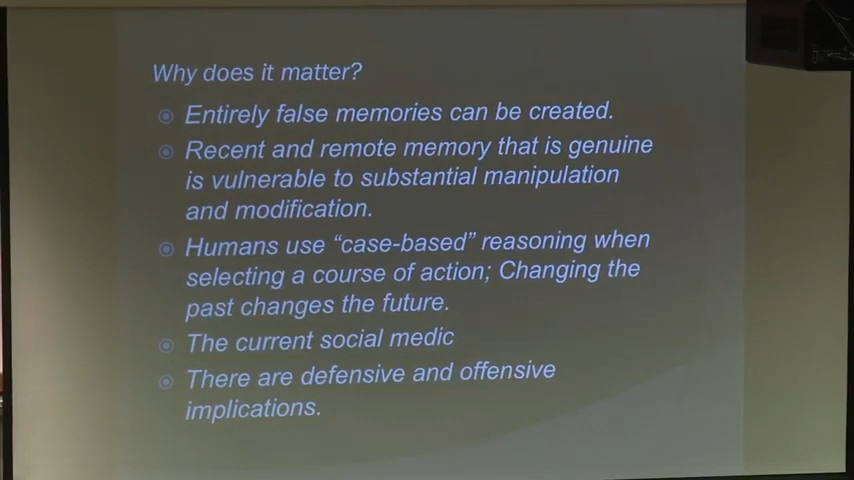 Why does it matter?
Entirely false memories can be created.
Recent and remote memory that is genuine
is vulnerable to substantial manipulation
and modification.
Humans use “case-based” reasoning when
selecting a course of action; Changing the
past changes the future.
The current social medic
There are defensive and offensive
implications.